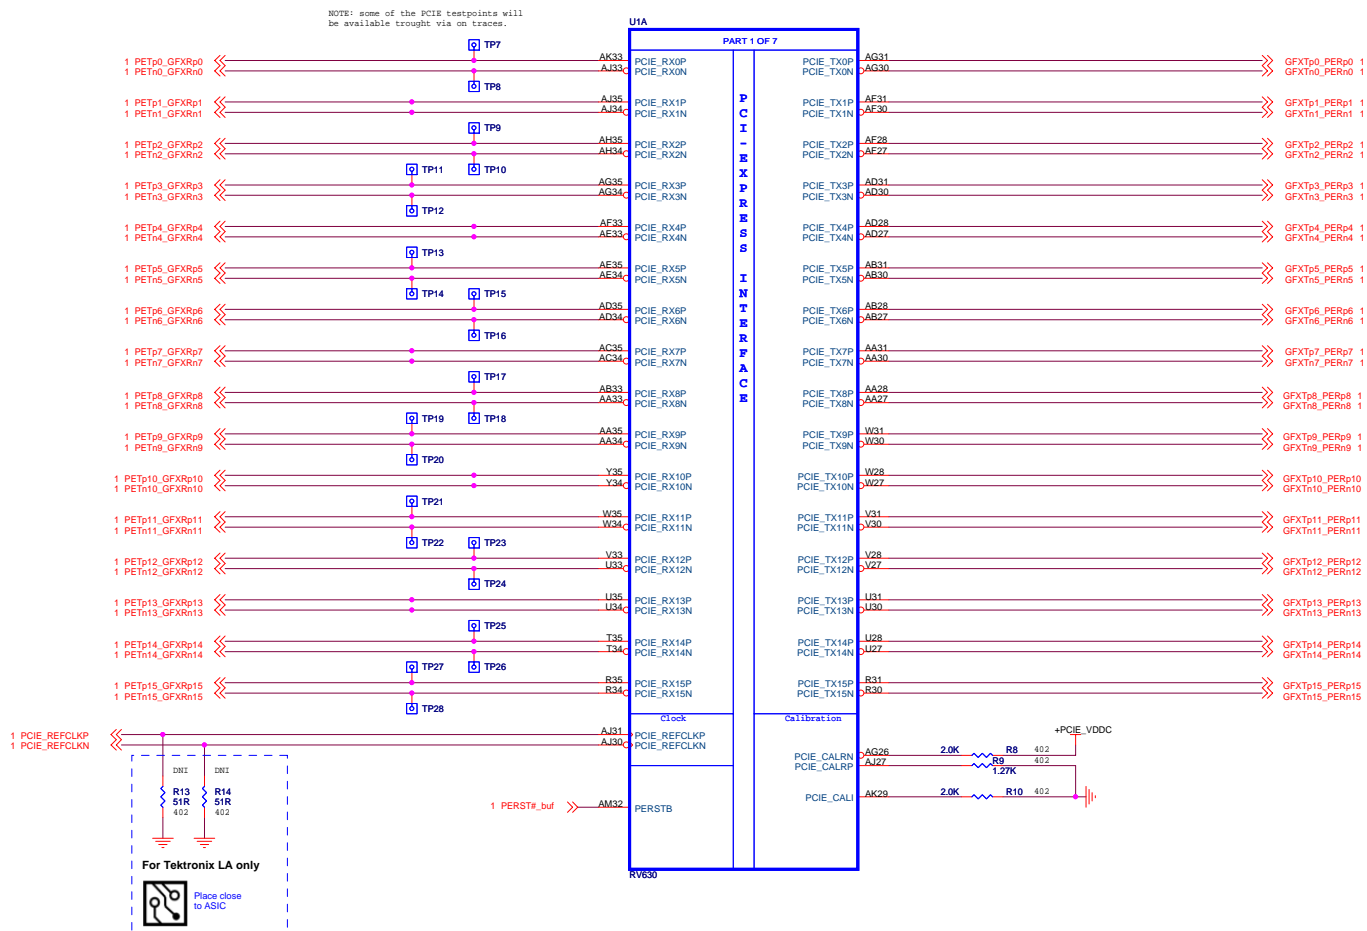 NOTE: some of the PCIE testpoints will
be available trought via on traces.
U1A
PART 1 OF 7
PCI-EXPRESS INTERFACE
1 PETp0_GFXRp0 TP7 AK33 PCIE_RX0P PCIE_TX0P AG31 GFXTp0_PERp0 1
1 PETn0_GFXRn0 TP8 AJ33 PCIE_RX0N PCIE_TX0N AG30 GFXTn0_PERn0 1
1 PETp1_GFXRp1 AJ35 PCIE_RX1P PCIE_TX1P AF31 GFXTp1_PERp1 1
1 PETn1_GFXRn1 AJ34 PCIE_RX1N PCIE_TX1N AF30 GFXTn1_PERn1 1
1 PETp2_GFXRp2 TP9 AH35 PCIE_RX2P PCIE_TX2P AF28 GFXTp2_PERp2 1
1 PETn2_GFXRn2 TP10 AH34 PCIE_RX2N PCIE_TX2N AF27 GFXTn2_PERn2 1
1 PETp3_GFXRp3 TP11 AG35 PCIE_RX3P PCIE_TX3P AD31 GFXTp3_PERp3 1
1 PETn3_GFXRn3 TP12 AG34 PCIE_RX3N PCIE_TX3N AD30 GFXTn3_PERn3 1
1 PETp4_GFXRp4 AF33 PCIE_RX4P PCIE_TX4P AD28 GFXTp4_PERp4 1
1 PETn4_GFXRn4 AE33 PCIE_RX4N PCIE_TX4N AD27 GFXTn4_PERn4 1
1 PETp5_GFXRp5 TP13 AE35 PCIE_RX5P PCIE_TX5P AB31 GFXTp5_PERp5 1
1 PETn5_GFXRn5 TP14 AE34 PCIE_RX5N PCIE_TX5N AB30 GFXTn5_PERn5 1
1 PETp6_GFXRp6 TP15 AD35 PCIE_RX6P PCIE_TX6P AB28 GFXTp6_PERp6 1
1 PETn6_GFXRn6 TP16 AD34 PCIE_RX6N PCIE_TX6N AB27 GFXTn6_PERn6 1
1 PETp7_GFXRp7 AC35 PCIE_RX7P PCIE_TX7P AA31 GFXTp7_PERp7 1
1 PETn7_GFXRn7 AC34 PCIE_RX7N PCIE_TX7N AA30 GFXTn7_PERn7 1
1 PETp8_GFXRp8 TP17 AB33 PCIE_RX8P PCIE_TX8P AA28 GFXTp8_PERp8 1
1 PETn8_GFXRn8 TP18 AA33 PCIE_RX8N PCIE_TX8N AA27 GFXTn8_PERn8 1
1 PETp9_GFXRp9 TP19 AA35 PCIE_RX9P PCIE_TX9P W31 GFXTp9_PERp9 1
1 PETn9_GFXRn9 TP20 AA34 PCIE_RX9N PCIE_TX9N W30 GFXTn9_PERn9 1
1 PETp10_GFXRp10 Y35 PCIE_RX10P PCIE_TX10P W28 GFXTp10_PERp10
1 PETn10_GFXRn10 Y34 PCIE_RX10N PCIE_TX10N W27 GFXTn10_PERn10
1 PETp11_GFXRp11 TP21 W35 PCIE_RX11P PCIE_TX11P V31 GFXTp11_PERp11
1 PETn11_GFXRn11 TP22 W34 PCIE_RX11N PCIE_TX11N V30 GFXTn11_PERn11
1 PETp12_GFXRp12 TP23 V33 PCIE_RX12P PCIE_TX12P V28 GFXTp12_PERp12
1 PETn12_GFXRn12 TP24 U33 PCIE_RX12N PCIE_TX12N V27 GFXTn12_PERn12
1 PETp13_GFXRp13 U35 PCIE_RX13P PCIE_TX13P U31 GFXTp13_PERp13
1 PETn13_GFXRn13 U34 PCIE_RX13N PCIE_TX13N U30 GFXTn13_PERn13
1 PETp14_GFXRp14 TP25 T35 PCIE_RX14P PCIE_TX14P U28 GFXTp14_PERp14
1 PETn14_GFXRn14 TP26 T34 PCIE_RX14N PCIE_TX14N U27 GFXTn14_PERn14
1 PETp15_GFXRp15 TP27 R35 PCIE_RX15P PCIE_TX15P R31 GFXTp15_PERp15
1 PETn15_GFXRn15 TP28 R34 PCIE_RX15N PCIE_TX15N R30 GFXTn15_PERn15
Clock Calibration
1 PCIE_REFCLKP AJ31 PCIE_REFCLKP
1 PCIE_REFCLKN AJ30 PCIE_REFCLKN
+PCIE_VDDC
PCIE_CALRN AG26 2.0K R8 402
PCIE_CALRP AJ27 R9 402
1.27K
PCIE_CALI AK29 2.0K R10 402
1 PERST#_buf AM32 PERSTB
RV630
DNI DNI
R13 R14
51R 51R
402 402
For Tektronix LA only
Place close
to ASIC